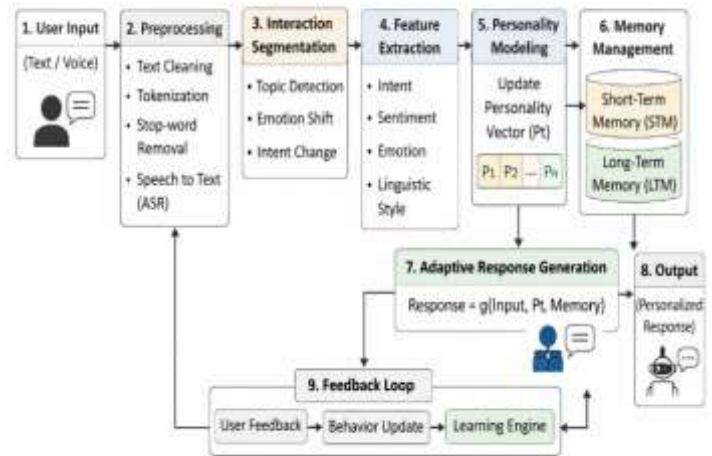 1. User Input
(Text / Voice)
2. Preprocessing
• Text Cleaning
• Tokenization
• Stop-word
Removal
• Speech to Text
(ASR)
3. Interaction
Segmentation
• Topic Detection
• Emotion Shift
• Intent Change
4. Feature
Extraction
• Intent
• Sentiment
• Emotion
• Linguistic
Style
5. Personality
Modeling
Update
Personality
Vector (Pt)
P₁ P₂ ... Pₙ
6. Memory
Management
Short-Term
Memory (STM)
Long-Term
Memory (LTM)
7. Adaptive Response Generation
Response = g(Input, Pt, Memory)
8. Output
(Personalized
Response)
9. Feedback Loop
User Feedback
Behavior Update
Learning Engine